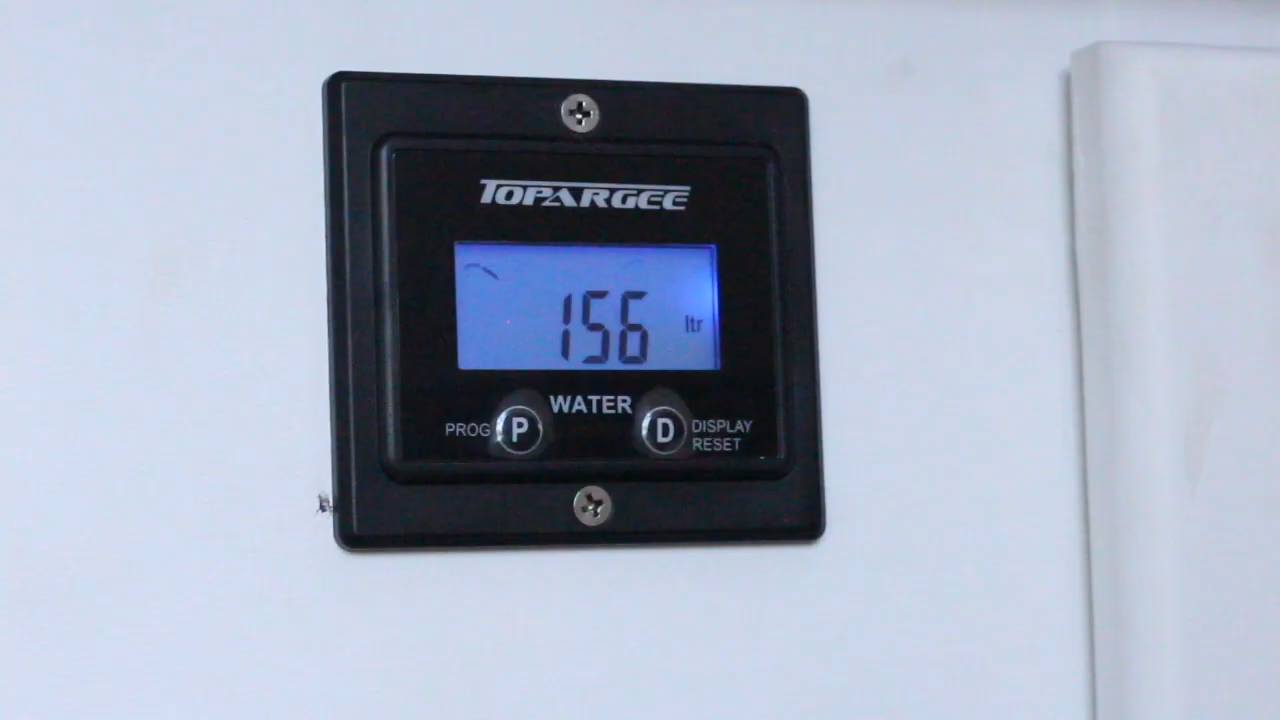 TOPARGEE
156 ltr
WATER
PROG P D DISPLAY
RESET